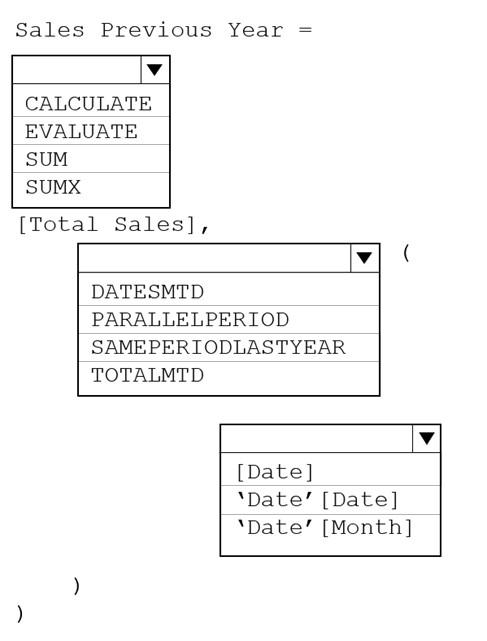 Sales Previous Year =
CALCULATE
EVALUATE
SUM
SUMX
[Total Sales],
(
DATESMTD
PARALLELPERIOD
SAMEPERIODLASTYEAR
TOTALMTD
[Date]
‘Date’[Date]
‘Date’[Month]
)
)